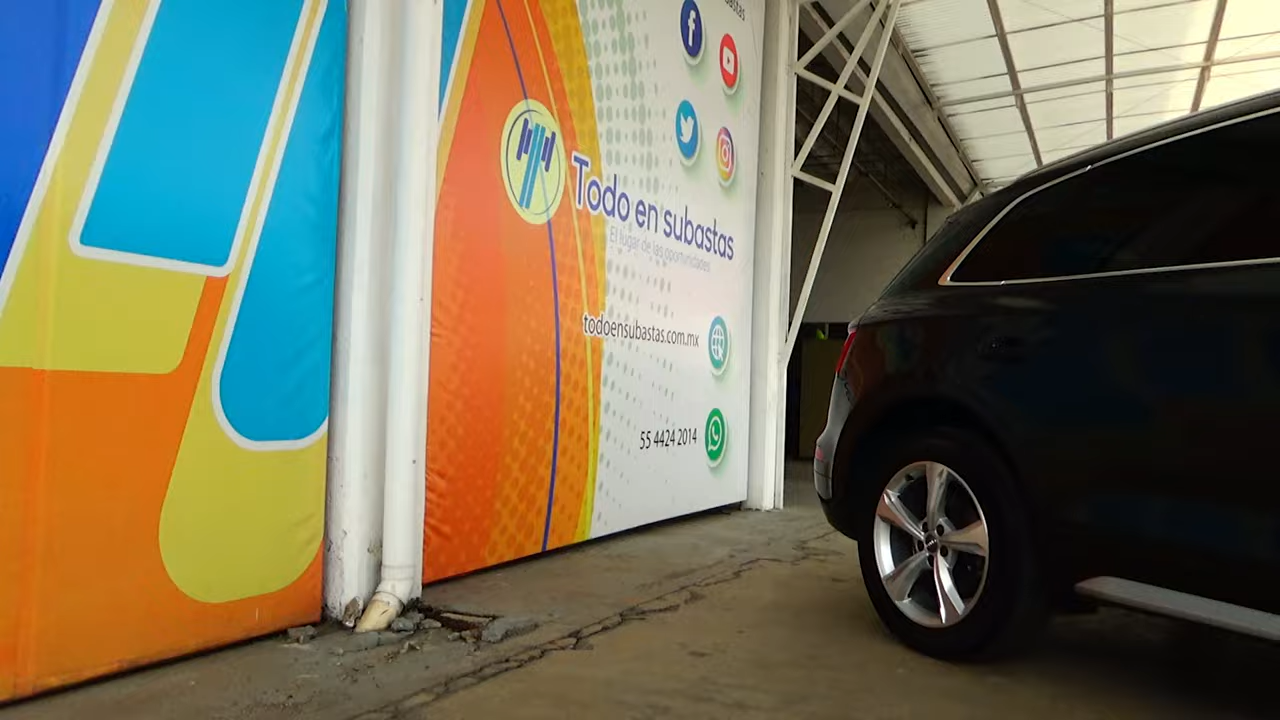 Todo en subastas
El lugar de las oportunidades
todoensubastas.com.mx
55 4424 2014